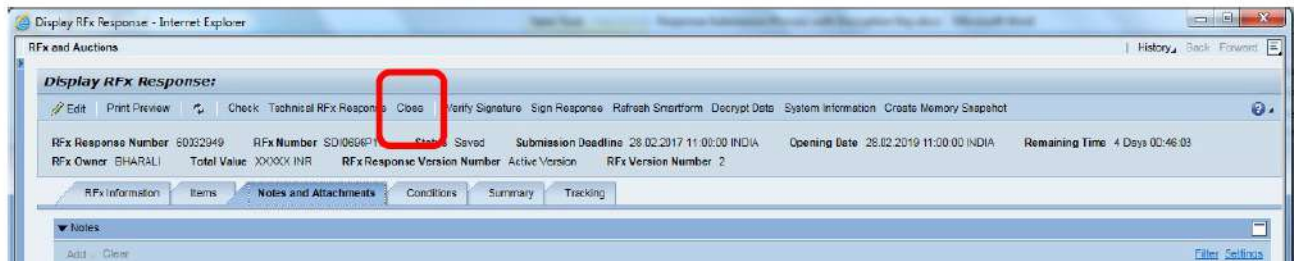 Display RFx Response - Internet Explorer
RFx and Auctions History Back Forward
Display RFx Response:
Edit Print Preview Check Technical RFx Response Close Verify Signature Sign Response Refresh Smartform Decrypt Data System Information Create Memory Snapshot
RFx Response Number 60032949 RFx Number SDI0696P1 Status Saved Submission Deadline 28.02.2017 11:00:00 INDIA Opening Date 28.02.2019 11:00:00 INDIA Remaining Time 4 Days 00:46:03
RFx Owner BHARALI Total Value XXXXX INR RFx Response Version Number Active Version RFx Version Number 2
RFx Information Items Notes and Attachments Conditions Summary Tracking
Notes
Add Clear Filter Settings